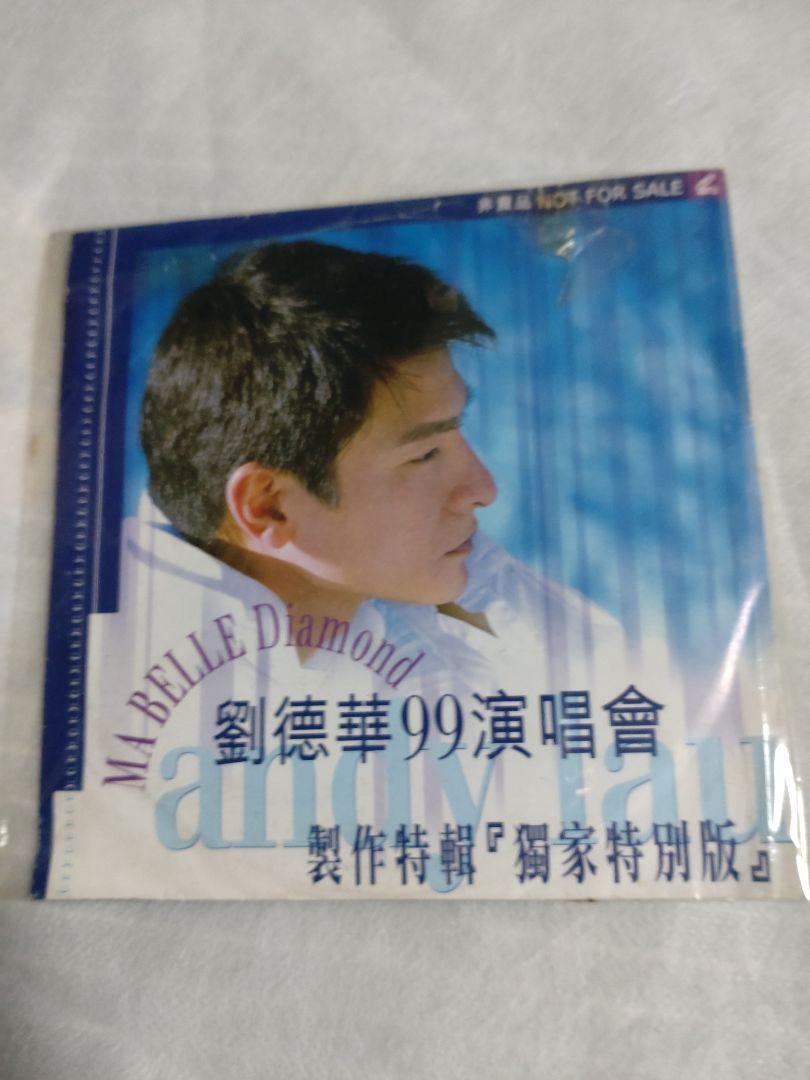 非賣品 NOT FOR SALE
MA BELLE Diamond
劉德華99演唱會
andy lau
製作特輯『獨家特別版』